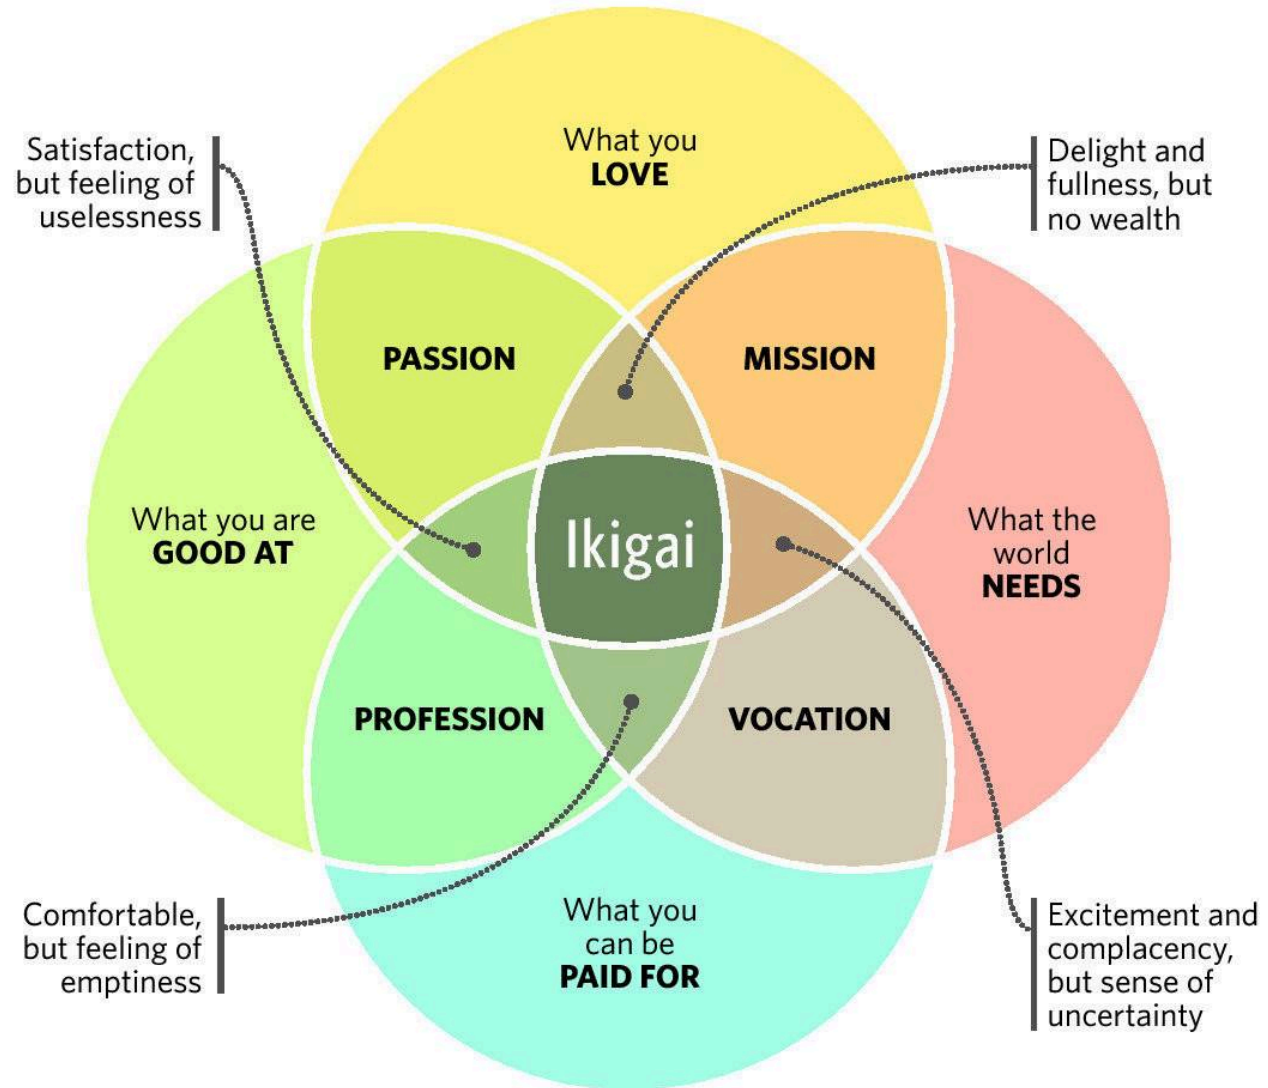 What you
LOVE
Satisfaction,
but feeling of
uselessness
Delight and
fullness, but
no wealth
PASSION
MISSION
What you are
GOOD AT
Ikigai
What the
world
NEEDS
PROFESSION
VOCATION
Comfortable,
but feeling of
emptiness
What you
can be
PAID FOR
Excitement and
complacency,
but sense of
uncertainty